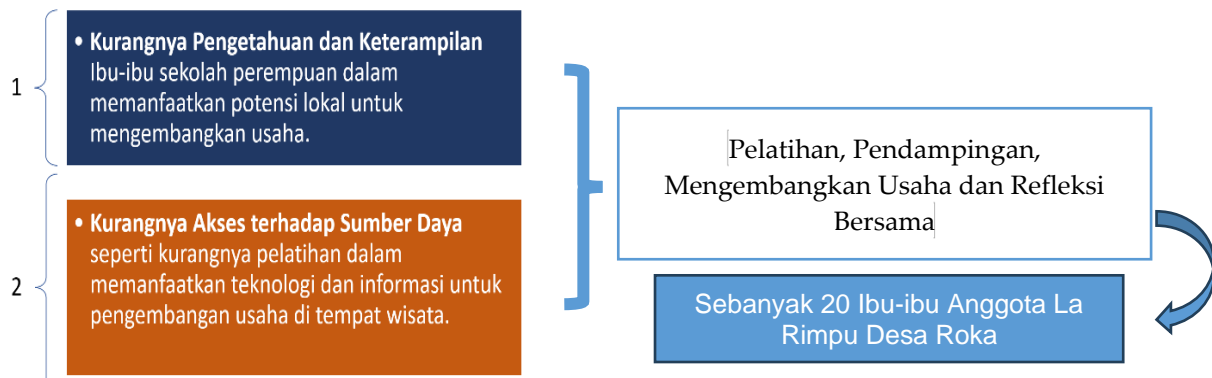 1
• Kurangnya Pengetahuan dan Keterampilan
Ibu-ibu sekolah perempuan dalam
memanfaatkan potensi lokal untuk
mengembangkan usaha.
2
• Kurangnya Akses terhadap Sumber Daya
seperti kurangnya pelatihan dalam
memanfaatkan teknologi dan informasi untuk
pengembangan usaha di tempat wisata.
Pelatihan, Pendampingan,
Mengembangkan Usaha dan Refleksi
Bersama
Sebanyak 20 Ibu-ibu Anggota La
Rimpu Desa Roka